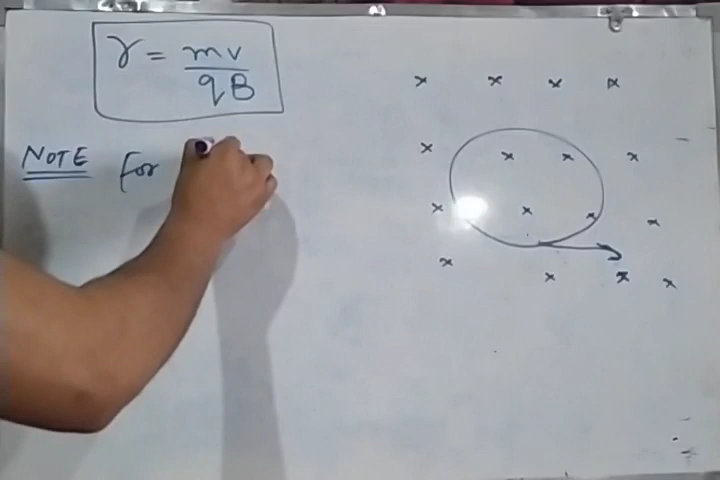 r = mv / qB
NOTE For